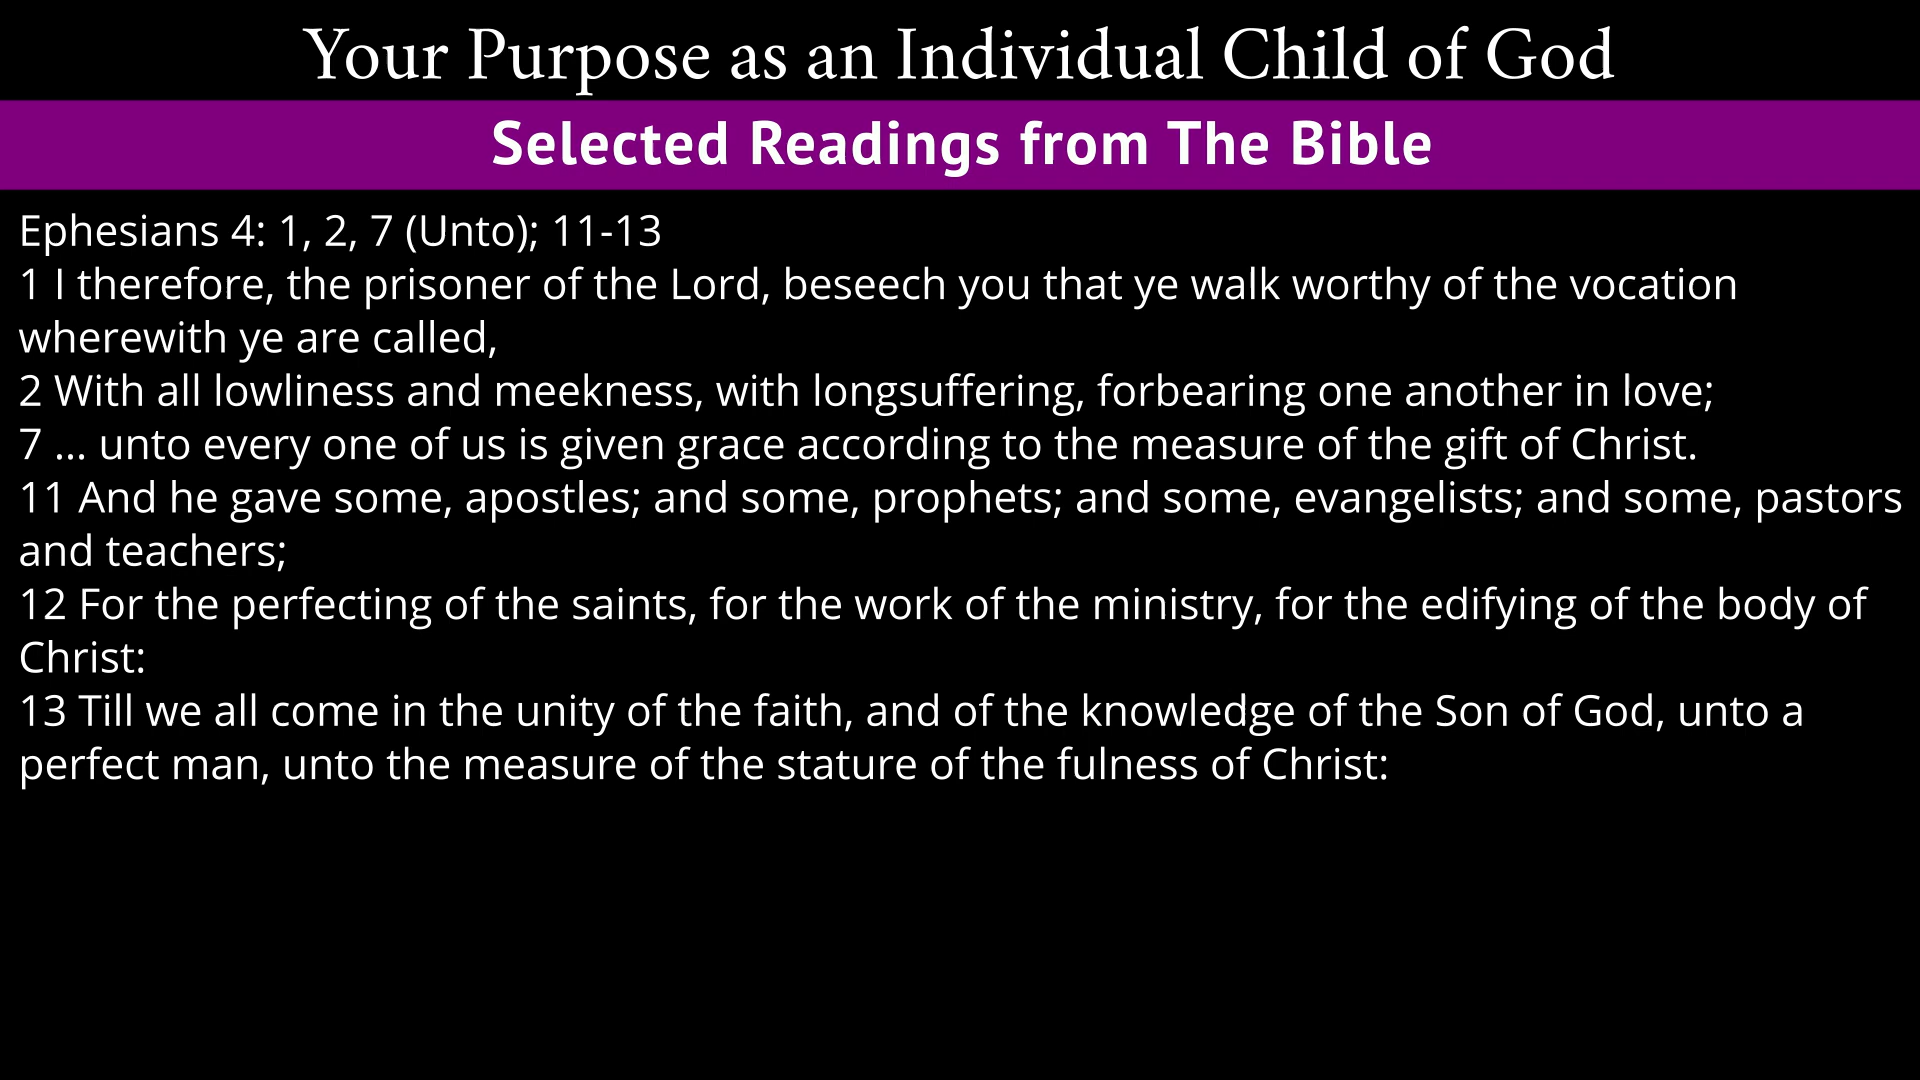 Your Purpose as an Individual Child of God
Selected Readings from The Bible
Ephesians 4: 1, 2, 7 (Unto); 11-13
1 I therefore, the prisoner of the Lord, beseech you that ye walk worthy of the vocation
wherewith ye are called,
2 With all lowliness and meekness, with longsuffering, forbearing one another in love;
7 ... unto every one of us is given grace according to the measure of the gift of Christ.
11 And he gave some, apostles; and some, prophets; and some, evangelists; and some, pastors
and teachers;
12 For the perfecting of the saints, for the work of the ministry, for the edifying of the body of
Christ:
13 Till we all come in the unity of the faith, and of the knowledge of the Son of God, unto a
perfect man, unto the measure of the stature of the fulness of Christ: